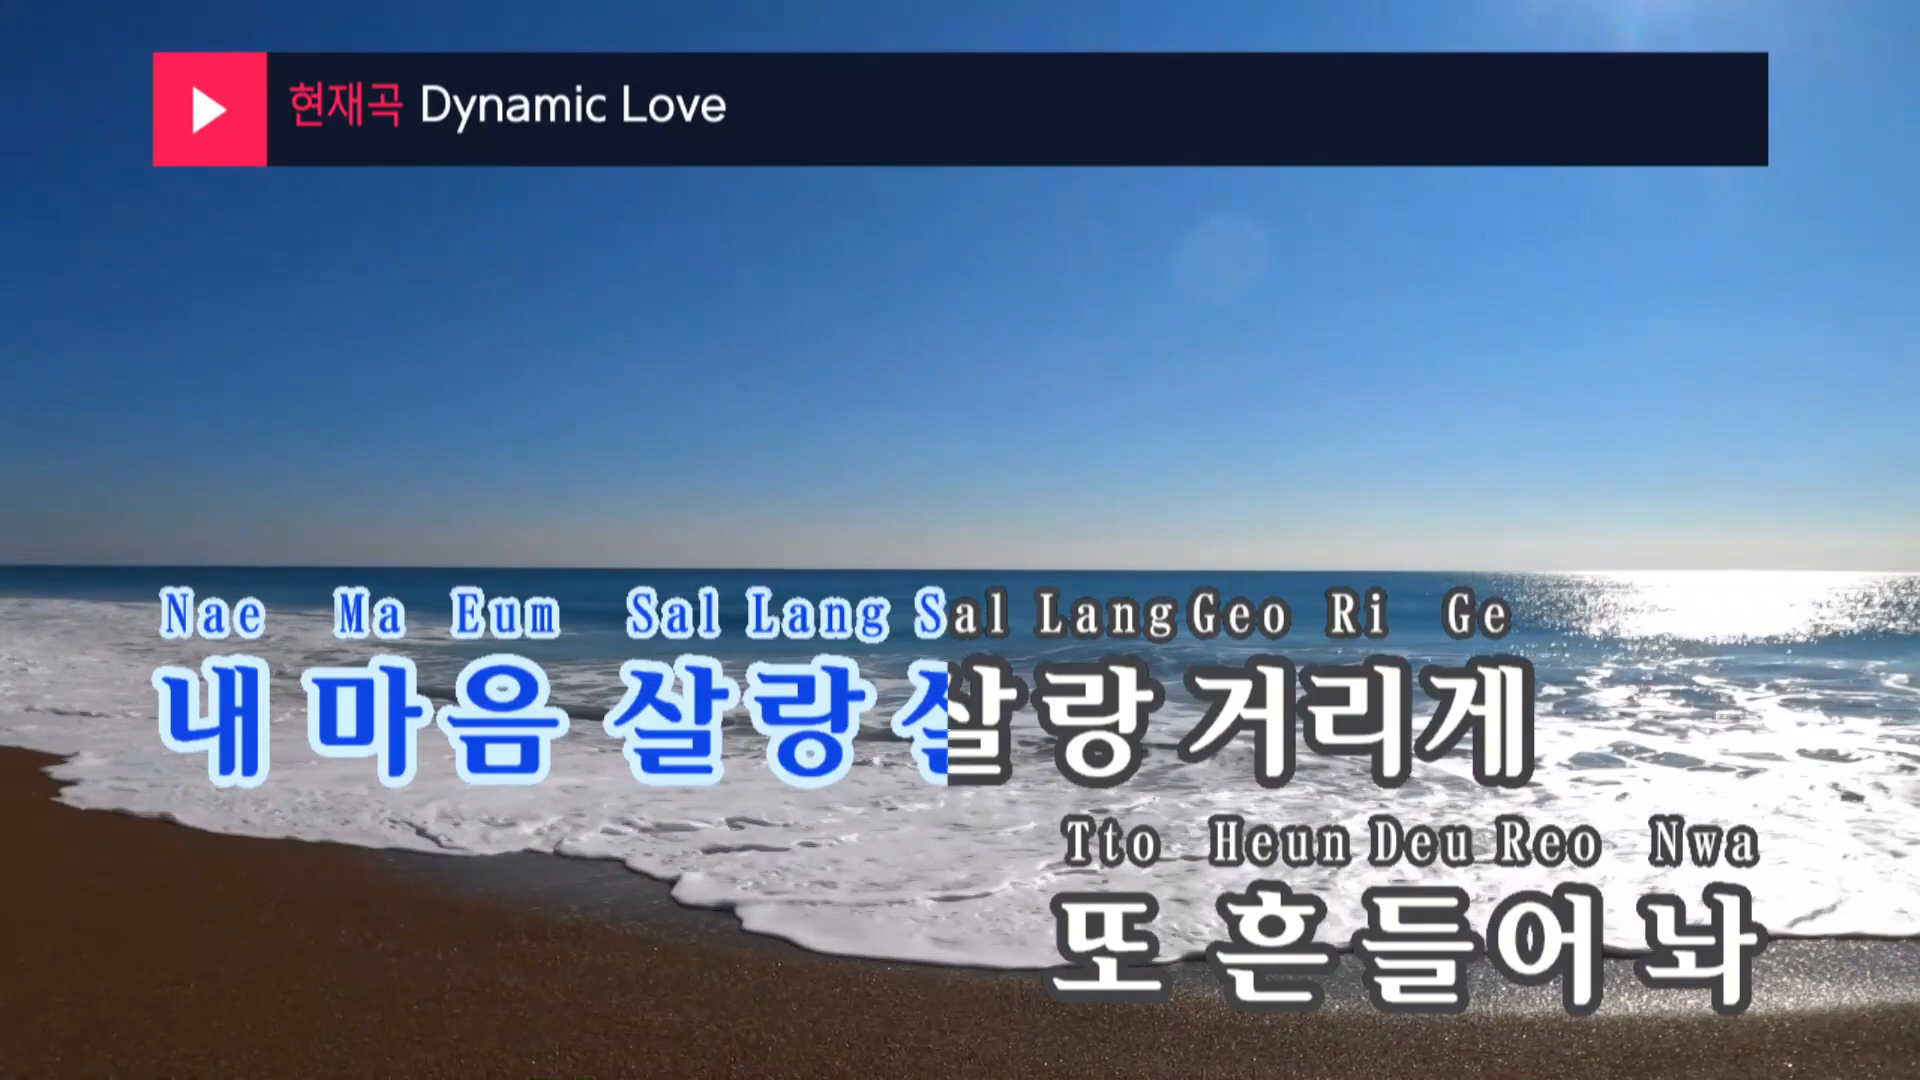 현재곡 Dynamic Love
Nae Ma Eum Sal Lang Sal Lang Geo Ri Ge
내 마음 살랑 살랑 거리게
Tto Heun Deu Reo Nwa
또 흔들어 놔